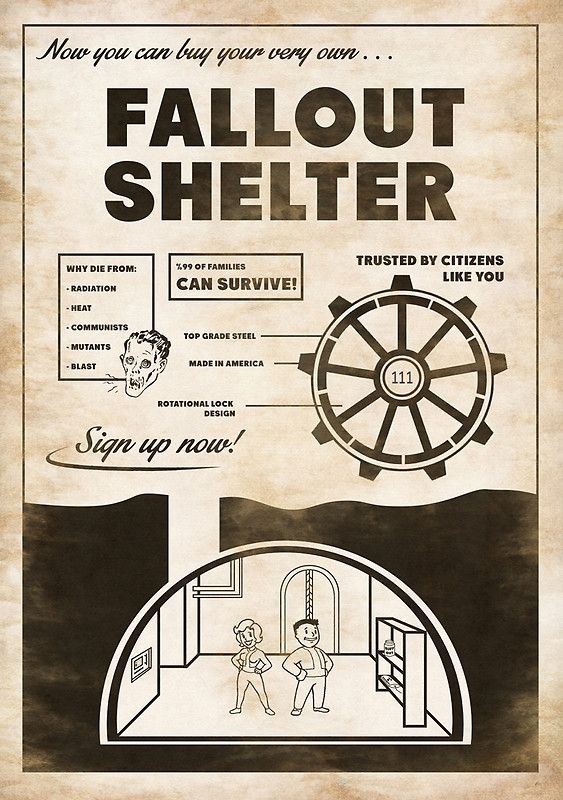 Now you can buy your very own . . .
FALLOUT
SHELTER
WHY DIE FROM:
- RADIATION
- HEAT
- COMMUNISTS
- MUTANTS
- BLAST
%99 OF FAMILIES
CAN SURVIVE!
TRUSTED BY CITIZENS
LIKE YOU
TOP GRADE STEEL
MADE IN AMERICA
ROTATIONAL LOCK
DESIGN
111
Sign up now!